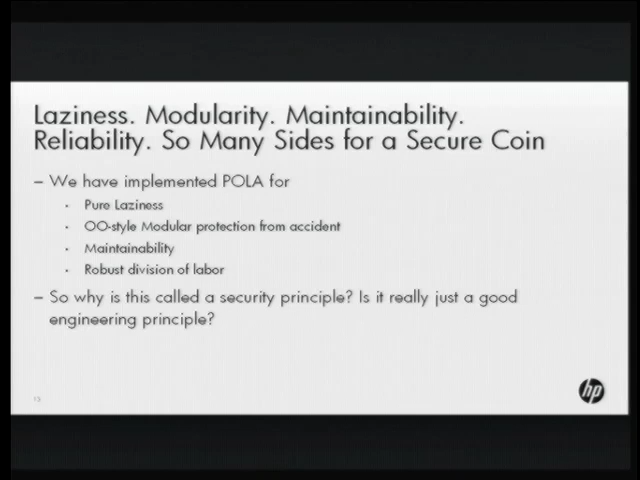 Laziness. Modularity. Maintainability.
Reliability. So Many Sides for a Secure Coin
– We have implemented POLA for
· Pure Laziness
· OO-style Modular protection from accident
· Maintainability
· Robust division of labor
– So why is this called a security principle? Is it really just a good
engineering principle?
hp